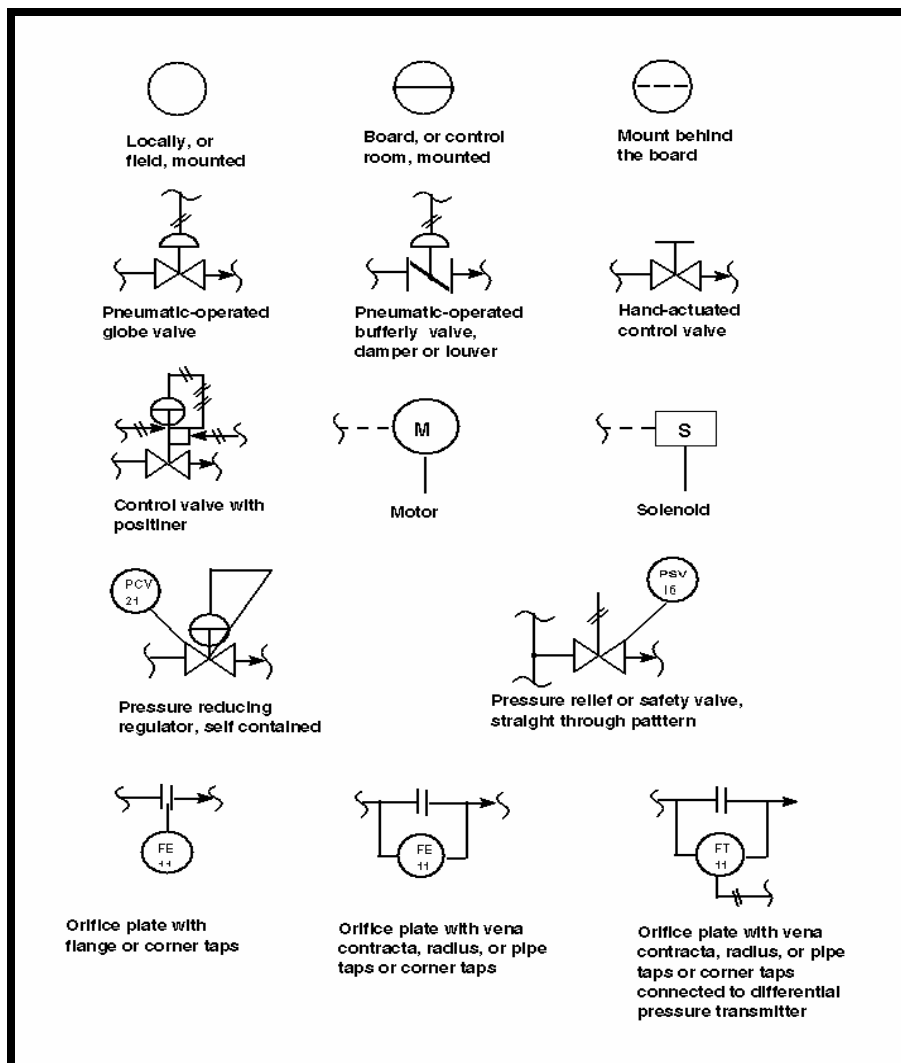 Locally, or
field, mounted
Board, or control
room, mounted
Mount behind
the board
Pneumatic-operated
globe valve
Pneumatic-operated
bufferly valve,
damper or louver
Hand-actuated
control valve
Control valve with
positiner
M
Motor
S
Solenoid
PCV
21
Pressure reducing
regulator, self contained
PSV
16
Pressure relief or safety valve,
straight through patttern
FE
11
Orifice plate with
flange or corner taps
FE
11
Orifice plate with vena
contracta, radius, or pipe
taps or corner taps
FT
11
Orifice plate with vena
contracta, radius, or pipe
taps or corner taps
connected to differential
pressure transmitter